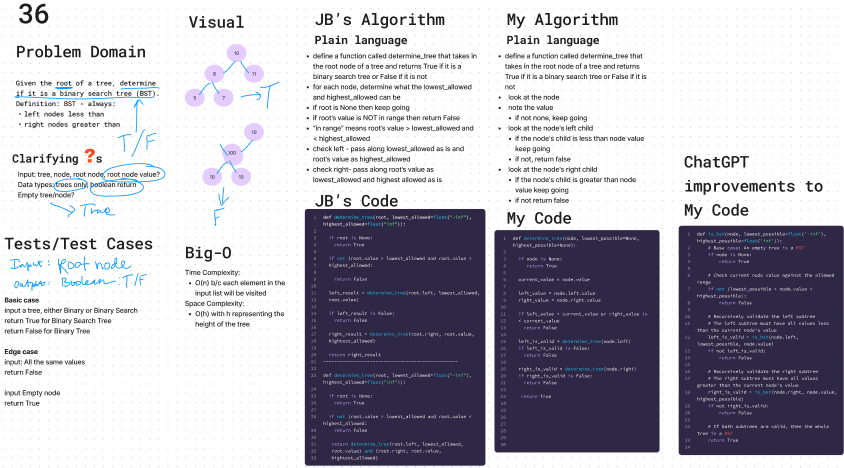 36
Problem Domain
Given the root of a tree, determine
if it is a binary search tree (BST).
Definition: BST - always:
• left nodes less than
• right nodes greater than
T/F
Clarifying ?s
Input: tree, node, root node, root node value?
Data types: trees only, boolean return
Empty tree/node?
True
Tests/Test Cases
Input: Root node
output: Boolean: T/F
Basic case
input a tree, either Binary or Binary Search
return True for Binary Search Tree
return False for Binary Tree
Edge case
input: All the same values
return False
input Empty node
return True
Visual
10
8
11
5
7
T
10
100
10
10
F
Big-O
Time Complexity:
• O(n) b/c each element in the
input list will be visited
Space Complexity:
• O(h) with h representing the
height of the tree
JB's Algorithm
Plain language
• define a function called determine_tree that takes in
the root node of a tree and returns True if it is a
binary search tree or False if it is not
• for each node, determine what the lowest_allowed
and highest_allowed can be
• if root is None then keep going
• if root's value is NOT in range then return False
• "in range" means root's value > lowest_allowed and
< highest_allowed
• check left - pass along lowest_allowed as is and
root's value as highest_allowed
• check right- pass along root's value as
lowest_allowed and highest allowed as is
JB's Code
def determine_tree(root, lowest_allowed=float("-inf"),
highest_allowed=float("inf")):
if root is None:
return True
if not (root.value > lowest_allowed and root.value <
highest_allowed):
return False
left_result = determine_tree(root.left, lowest_allowed,
root.value)
if left_result is False:
return False
right_result = determine_tree(root.right, root.value,
highest_allowed)
return right_result
def determine_tree(root, lowest_allowed=float("-inf"),
highest_allowed=float("inf")):
if root is None:
return True
if not (root.value > lowest_allowed and root.value <
highest_allowed):
return False
return determine_tree(root.left, lowest_allowed,
root.value) and (root.right, root.value,
hightest_allowed)
My Algorithm
Plain language
• define a function called determine_tree that
takes in the root node of a tree and returns
True if it is a binary search tree or False if it is
not
• look at the node
• note the value
• if not none, keep going
• look at the node's left child
• if the node's child is less than node value
keep going
• if not, return false
• look at the node's right child
• if the node's child is greater than node
value keep going
• if not return false
My Code
def determine_tree(node, lowest_possible=None,
highest_possible=None):
if node is None:
return True
current_value = node.value
left_value = node.left.value
right_value = node.right.value
if left_value > current_value or right_value is
< current_value
return False
left_is_valid = determine_tree(node.left)
if left_is_valid is False:
return False
right_is_valid = determine_tree(node.right)
if right_is_valid is False:
return False
return True
ChatGPT
improvements to
My Code
def is_bst(node, lowest_possible=float('-inf'),
highest_possible=float('inf')):
# Base case: An empty tree is a BST
if node is None:
return True
# Check current node value against the allowed
range
if not (lowest_possible < node.value <
highest_possible):
return False
# Recursively validate the left subtree
# The left subtree must have all values less
than the current node's value
left_is_valid = is_bst(node.left,
lowest_possible, node.value)
if not left_is_valid:
return False
# Recursively validate the right subtree
# The right subtree must have all values
greater than the current node's value
right_is_valid = is_bst(node.right, node.value,
highest_possible)
if not right_is_valid:
return False
# If both subtrees are valid, then the whole
tree is a BST
return True